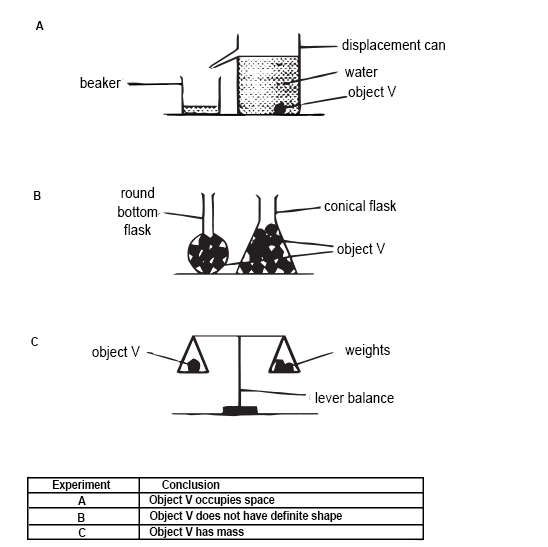 A
displacement can
beaker
water
object V
B
round
bottom
flask
conical flask
object V
C
object V
weights
lever balance
Experiment Conclusion
A Object V occupies space
B Object V does not have definite shape
C Object V has mass